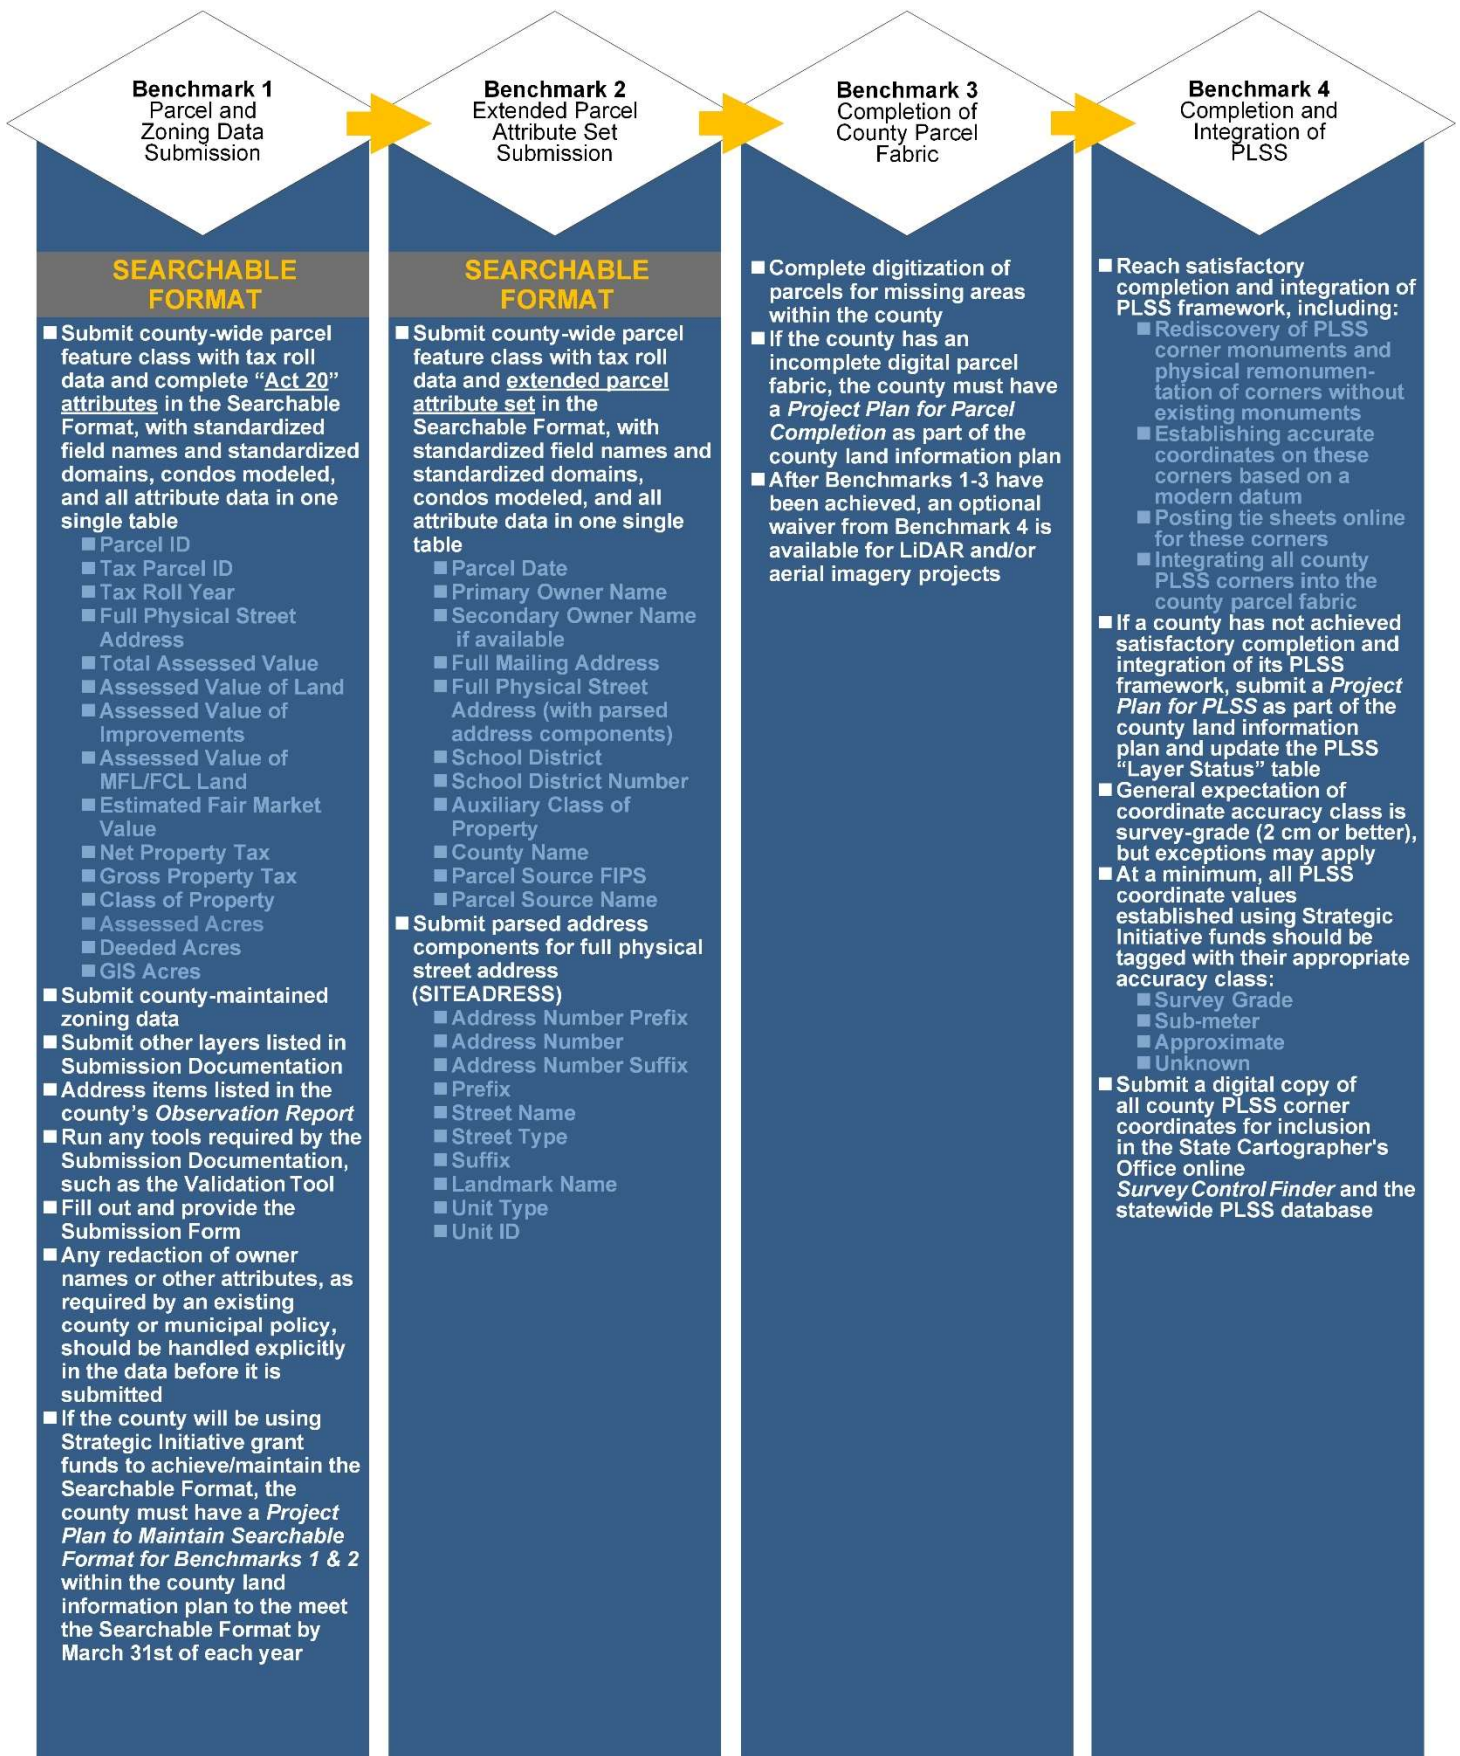 Benchmark 1
Parcel and
Zoning Data
Submission
SEARCHABLE
FORMAT
■ Submit county-wide parcel
feature class with tax roll
data and complete “Act 20”
attributes in the Searchable
Format, with standardized
field names and standardized
domains, condos modeled,
and all attribute data in one
single table
■ Parcel ID
■ Tax Parcel ID
■ Tax Roll Year
■ Full Physical Street
Address
■ Total Assessed Value
■ Assessed Value of Land
■ Assessed Value of
Improvements
■ Assessed Value of
MFL/FCL Land
■ Estimated Fair Market
Value
■ Net Property Tax
■ Gross Property Tax
■ Class of Property
■ Assessed Acres
■ Deeded Acres
■ GIS Acres
■ Submit county-maintained
zoning data
■ Submit other layers listed in
Submission Documentation
■ Address items listed in the
county’s Observation Report
■ Run any tools required by the
Submission Documentation,
such as the Validation Tool
■ Fill out and provide the
Submission Form
■ Any redaction of owner
names or other attributes, as
required by an existing
county or municipal policy,
should be handled explicitly
in the data before it is
submitted
■ If the county will be using
Strategic Initiative grant
funds to achieve/maintain the
Searchable Format, the
county must have a Project
Plan to Maintain Searchable
Format for Benchmarks 1 & 2
within the county land
information plan to the meet
the Searchable Format by
March 31st of each year
Benchmark 2
Extended Parcel
Attribute Set
Submission
SEARCHABLE
FORMAT
■ Submit county-wide parcel
feature class with tax roll
data and extended parcel
attribute set in the
Searchable Format, with
standardized field names and
standardized domains,
condos modeled, and all
attribute data in one single
table
■ Parcel Date
■ Primary Owner Name
■ Secondary Owner Name
if available
■ Full Mailing Address
■ Full Physical Street
Address (with parsed
address components)
■ School District
■ School District Number
■ Auxiliary Class of
Property
■ County Name
■ Parcel Source FIPS
■ Parcel Source Name
■ Submit parsed address
components for full physical
street address
(SITEADRESS)
■ Address Number Prefix
■ Address Number
■ Address Number Suffix
■ Prefix
■ Street Name
■ Street Type
■ Suffix
■ Landmark Name
■ Unit Type
■ Unit ID
Benchmark 3
Completion of
County Parcel
Fabric
■ Complete digitization of
parcels for missing areas
within the county
■ If the county has an
incomplete digital parcel
fabric, the county must have
a Project Plan for Parcel
Completion as part of the
county land information plan
■ After Benchmarks 1-3 have
been achieved, an optional
waiver from Benchmark 4 is
available for LiDAR and/or
aerial imagery projects
Benchmark 4
Completion and
Integration of
PLSS
■ Reach satisfactory
completion and integration of
PLSS framework, including:
■ Rediscovery of PLSS
corner monuments and
physical remonumen-
tation of corners without
existing monuments
■ Establishing accurate
coordinates on these
corners based on a
modern datum
■ Posting tie sheets online
for these corners
■ Integrating all county
PLSS corners into the
county parcel fabric
■ If a county has not achieved
satisfactory completion and
integration of its PLSS
framework, submit a Project
Plan for PLSS as part of the
county land information
plan and update the PLSS
“Layer Status” table
■ General expectation of
coordinate accuracy class is
survey-grade (2 cm or better),
but exceptions may apply
■ At a minimum, all PLSS
coordinate values
established using Strategic
Initiative funds should be
tagged with their appropriate
accuracy class:
■ Survey Grade
■ Sub-meter
■ Approximate
■ Unknown
■ Submit a digital copy of
all county PLSS corner
coordinates for inclusion
in the State Cartographer's
Office online
Survey Control Finder and the
statewide PLSS database